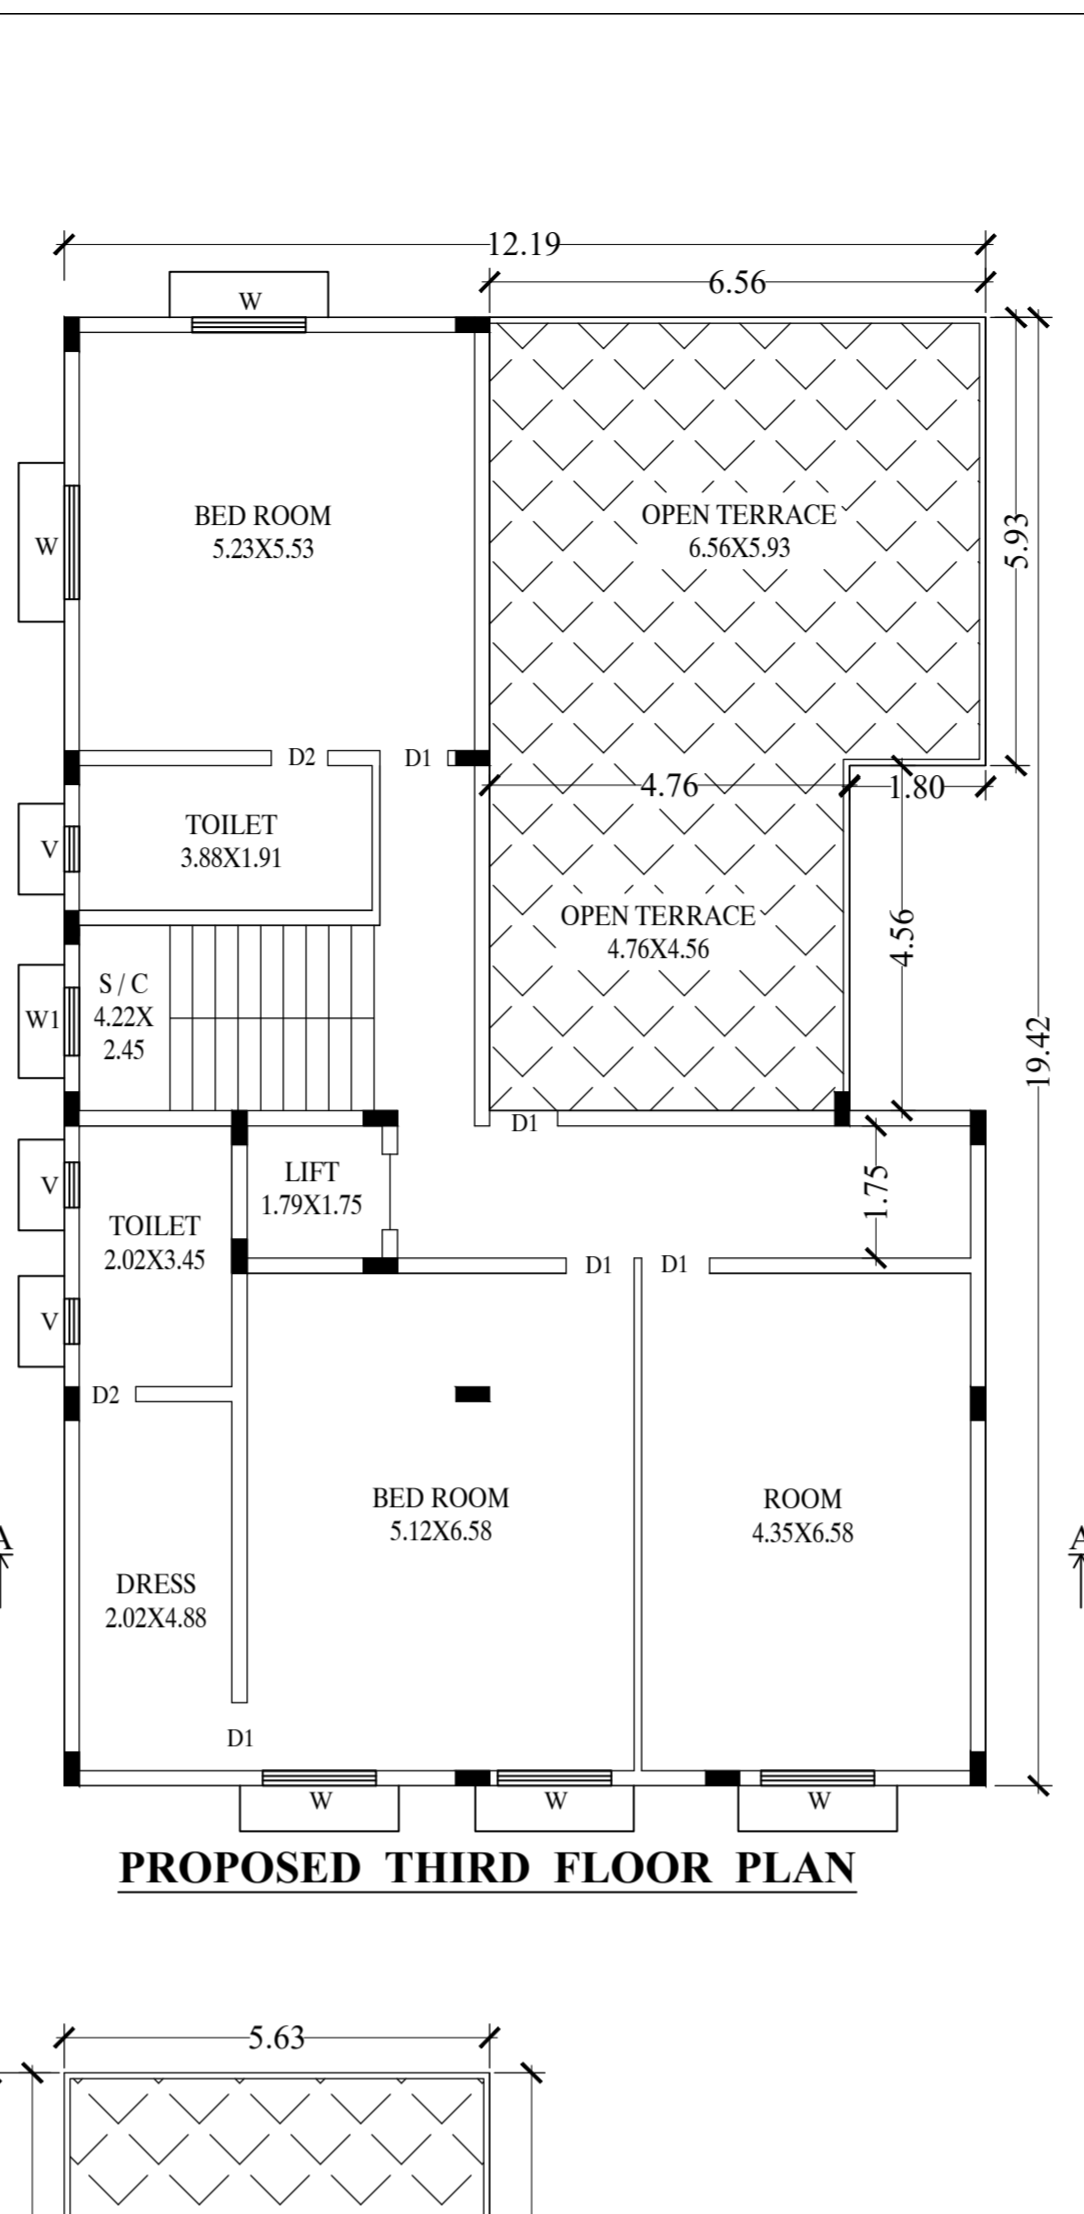 12.19
6.56
W
BED ROOM
5.23X5.53
OPEN TERRACE
6.56X5.93
5.93
W
D2
D1
4.76
1.80
TOILET
3.88X1.91
V
OPEN TERRACE
4.76X4.56
4.56
S / C
4.22X
2.45
W1
19.42
D1
LIFT
1.79X1.75
1.75
V
TOILET
2.02X3.45
D1
D1
V
D2
BED ROOM
5.12X6.58
ROOM
4.35X6.58
A
A
DRESS
2.02X4.88
D1
W
W
W
PROPOSED THIRD FLOOR PLAN
5.63